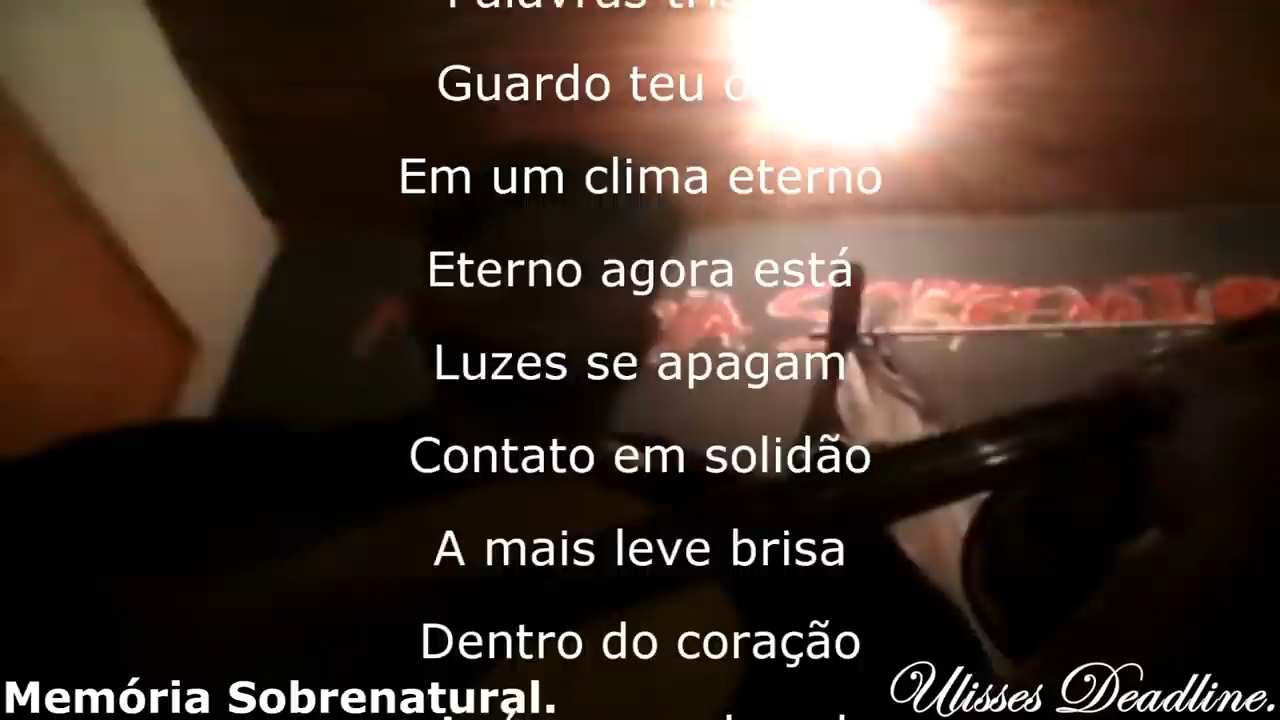 Guardo teu
Em um clima eterno
Eterno agora está
Luzes se apagam
Contato em solidão
A mais leve brisa
Dentro do coração
Memória Sobrenatural.
Ulisses Deadline.